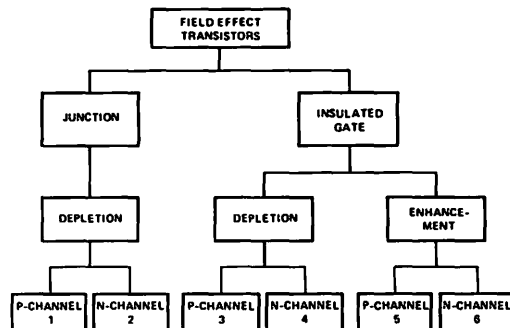 FIELD EFFECT
TRANSISTORS
JUNCTION
INSULATED
GATE
DEPLETION
DEPLETION
ENHANCE-
MENT
P-CHANNEL
1
N-CHANNEL
2
P-CHANNEL
3
N-CHANNEL
4
P-CHANNEL
5
N-CHANNEL
6